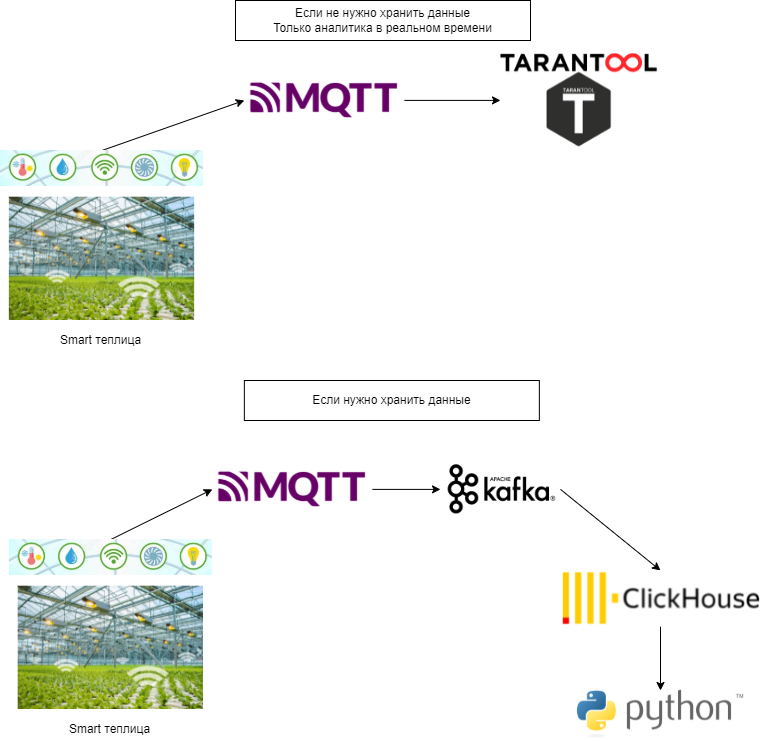 Если не нужно хранить данные
Только аналитика в реальном времени
MQTT
TARANTOOL
TARANTOOL
T
Smart теплица
Если нужно хранить данные
MQTT
APACHE
kafka®
ClickHouse
Smart теплица
python™